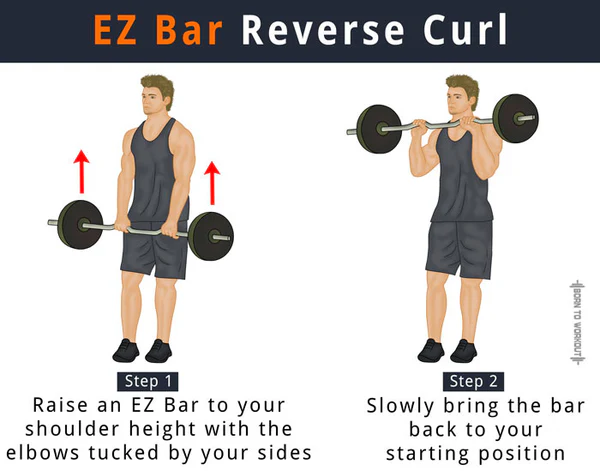 EZ Bar Reverse Curl
Step 1
Raise an EZ Bar to your
shoulder height with the
elbows tucked by your sides
Step 2
Slowly bring the bar
back to your
starting position
BORN TO WORKOUT